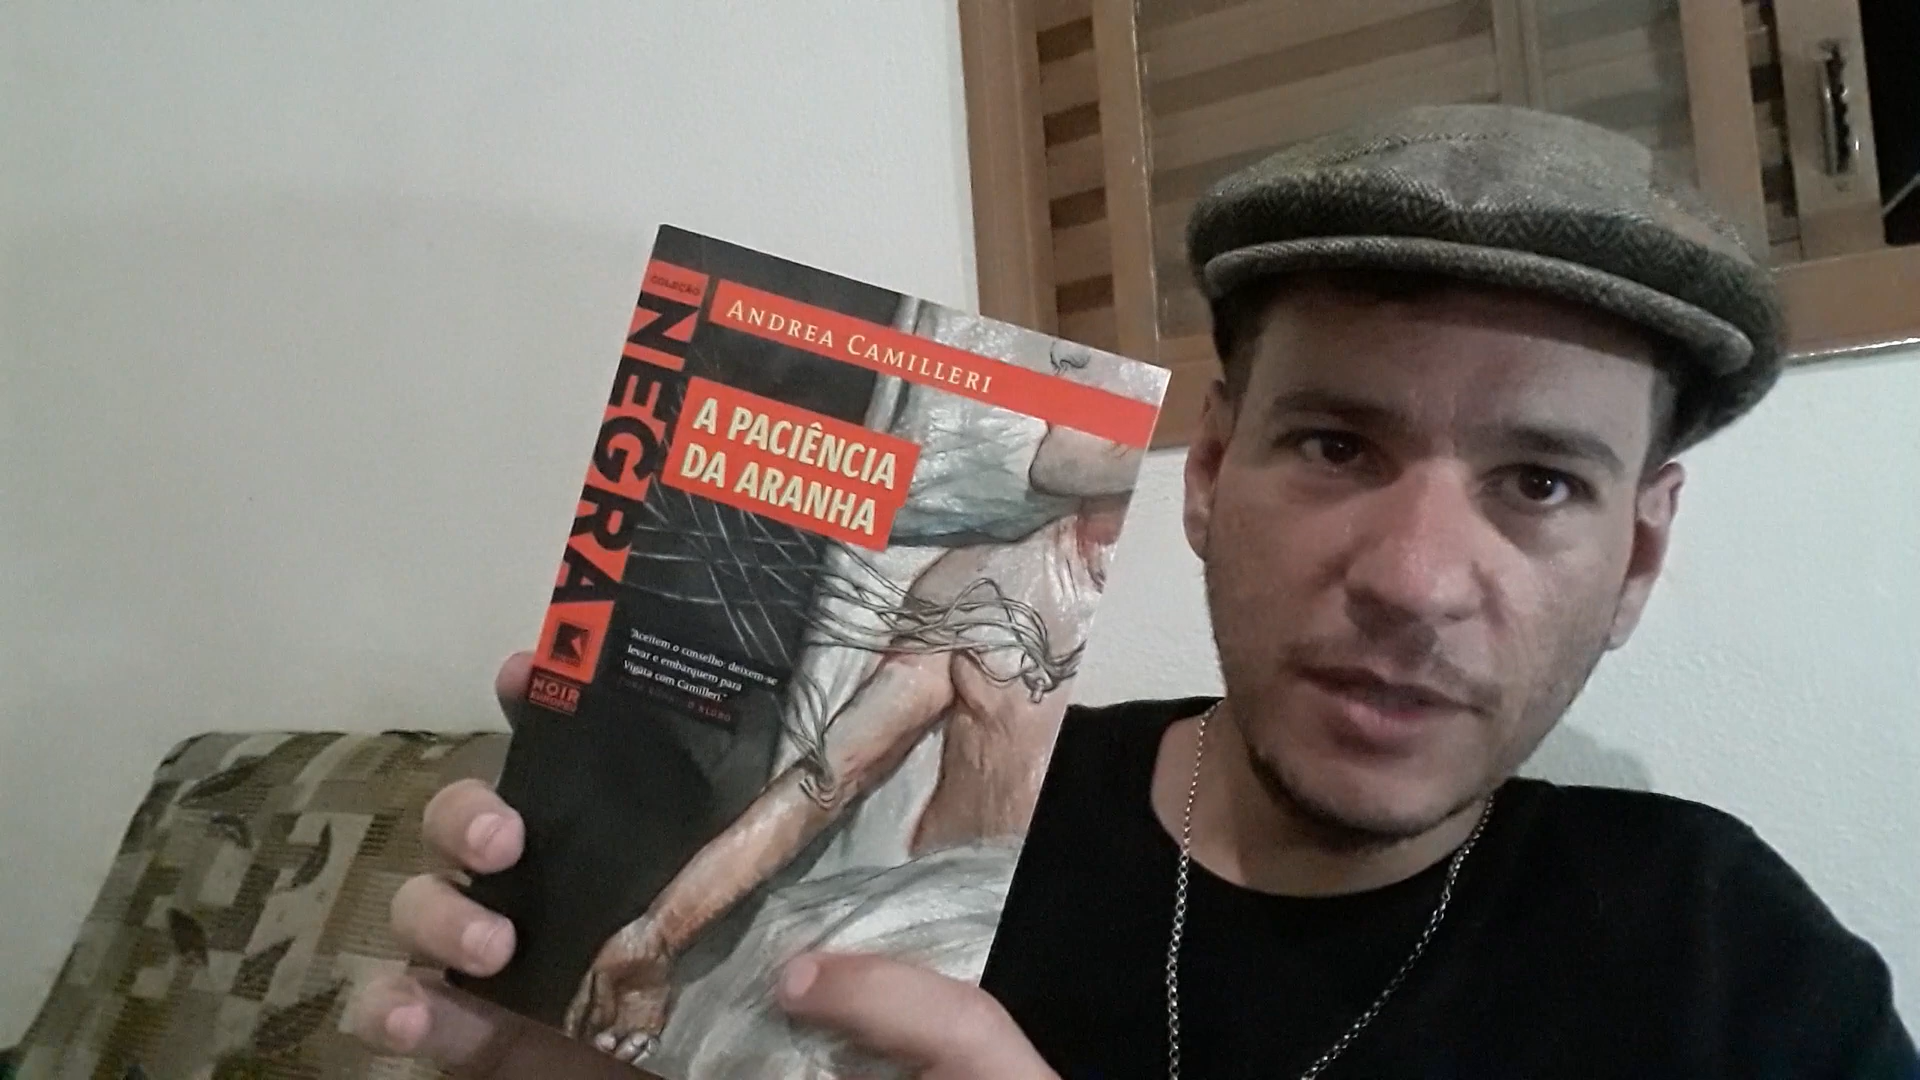 COLEÇÃO
NEGRA
ANDREA CAMILLERI
A PACIÊNCIA
DA ARANHA
"Aceitem o conselho: deixem-se
levar e embarquem para
Vigàta com Camilleri."
O GLOBO
NOIR
EUROPEU